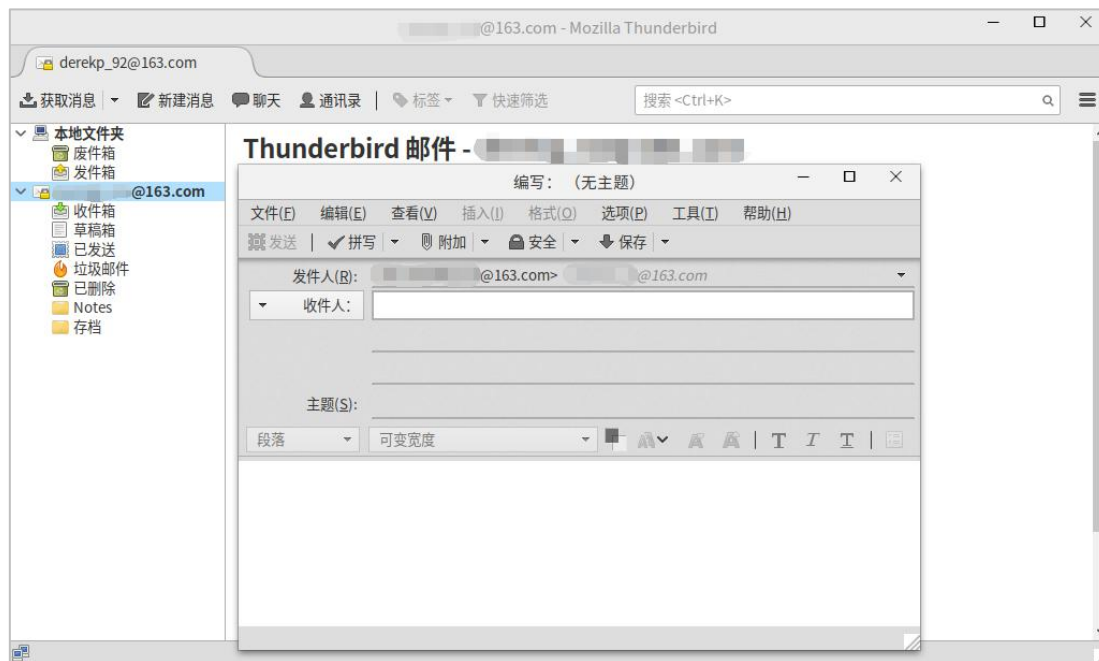 @163.com - Mozilla Thunderbird
derekp_92@163.com
获取消息 新建消息 聊天 通讯录 标签 快速筛选 搜索 <Ctrl+K>
本地文件夹
废件箱
发件箱
@163.com
收件箱
草稿箱
已发送
垃圾邮件
已删除
Notes
存档
Thunderbird 邮件 -
编写： （无主题）
文件(F) 编辑(E) 查看(V) 插入(I) 格式(O) 选项(P) 工具(T) 帮助(H)
发送 拼写 附加 安全 保存
发件人(R): @163.com> @163.com
收件人：
主题(S):
段落 可变宽度